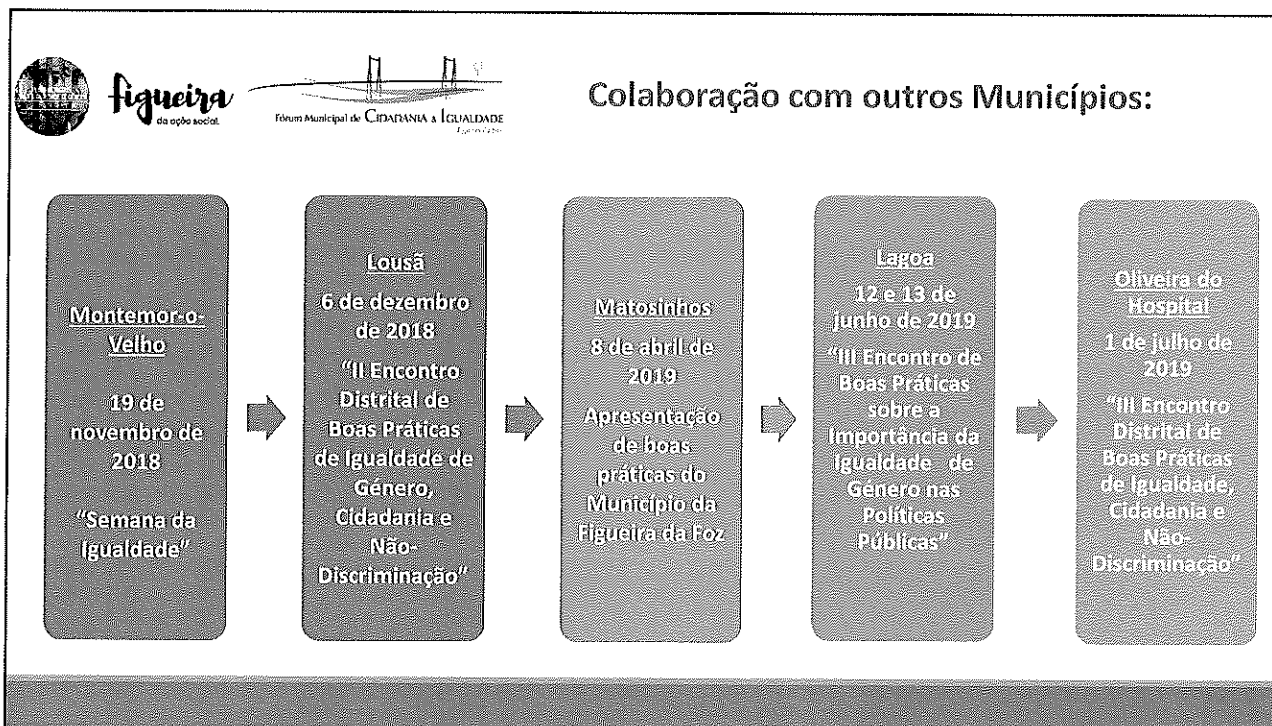 figueira
da ação social.
Fórum Municipal de CIDADANIA & IGUALDADE
Colaboração com outros Municípios:
Montemor-o-
Velho
19 de
novembro de
2018
“Semana da
Igualdade”
Lousã
6 de dezembro
de 2018
“II Encontro
Distrital de
Boas Práticas
de Igualdade de
Género,
Cidadania e
Não-
Discriminação”
Matosinhos
8 de abril de
2019
Apresentação
de boas
práticas do
Município da
Figueira da Foz
Lagoa
12 e 13 de
junho de 2019
“III Encontro de
Boas Práticas
sobre a
Importância da
Igualdade de
Género nas
Políticas
Públicas”
Oliveira do
Hospital
1 de julho de
2019
“III Encontro
Distrital de
Boas Práticas
de Igualdade,
Cidadania e
Não-
Discriminação”